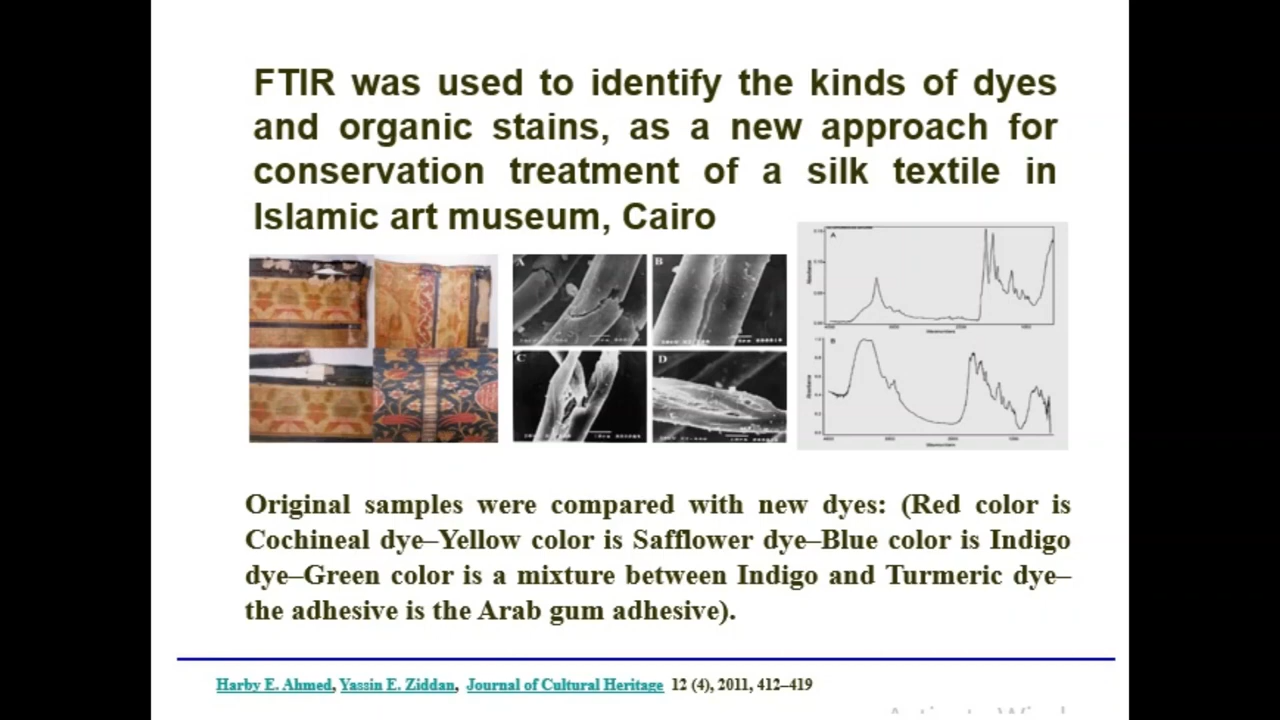 FTIR was used to identify the kinds of dyes
and organic stains, as a new approach for
conservation treatment of a silk textile in
Islamic art museum, Cairo
A
B
C
D
A
B
Original samples were compared with new dyes: (Red color is
Cochineal dye–Yellow color is Safflower dye–Blue color is Indigo
dye–Green color is a mixture between Indigo and Turmeric dye–
the adhesive is the Arab gum adhesive).
Harby E. Ahmed, Yassin E. Ziddan, Journal of Cultural Heritage 12 (4), 2011, 412–419